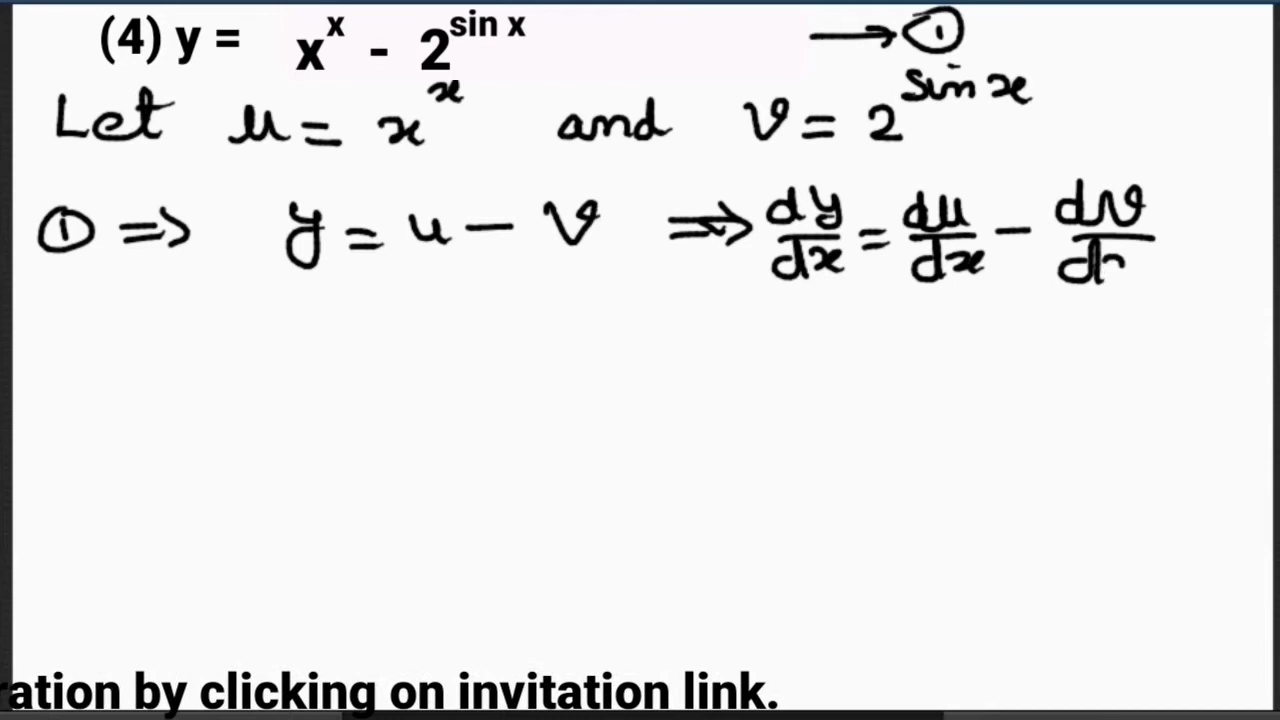 (4) y = x^x - 2^sin x → ①
Let u = x^x and v = 2^sin x
① ⇒ y = u − v ⇒ dy/dx = du/dx − dv/d
ration by clicking on invitation link.